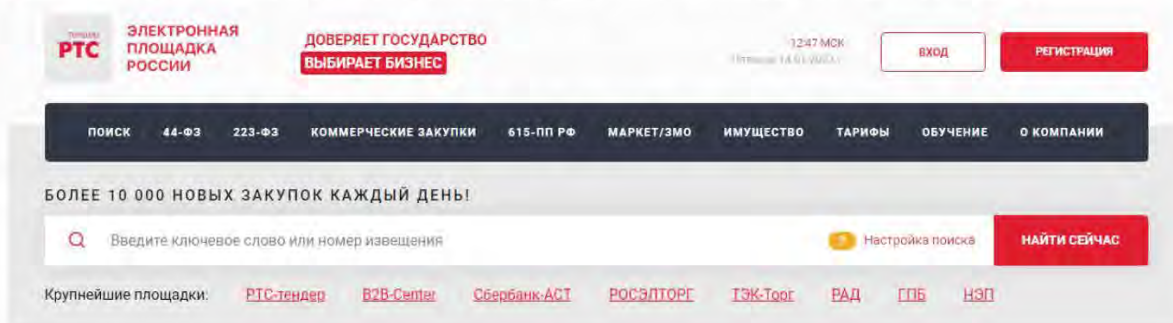 РТС
ЭЛЕКТРОННАЯ
ПЛОЩАДКА
РОССИИ
ДОВЕРЯЕТ ГОСУДАРСТВО
ВЫБИРАЕТ БИЗНЕС
12:47 МСК
ВХОД
РЕГИСТРАЦИЯ
ПОИСК 44-ФЗ 223-ФЗ КОММЕРЧЕСКИЕ ЗАКУПКИ 615-ПП РФ МАРКЕТ/ЗМО ИМУЩЕСТВО ТАРИФЫ ОБУЧЕНИЕ О КОМПАНИИ
БОЛЕЕ 10 000 НОВЫХ ЗАКУПОК КАЖДЫЙ ДЕНЬ!
Введите ключевое слово или номер извещения Настройка поиска НАЙТИ СЕЙЧАС
Крупнейшие площадки: РТС-тендер B2B-Center Сбербанк-АСТ РОСЭЛТОРГ ТЭК-Торг РАД ГПБ НЭП